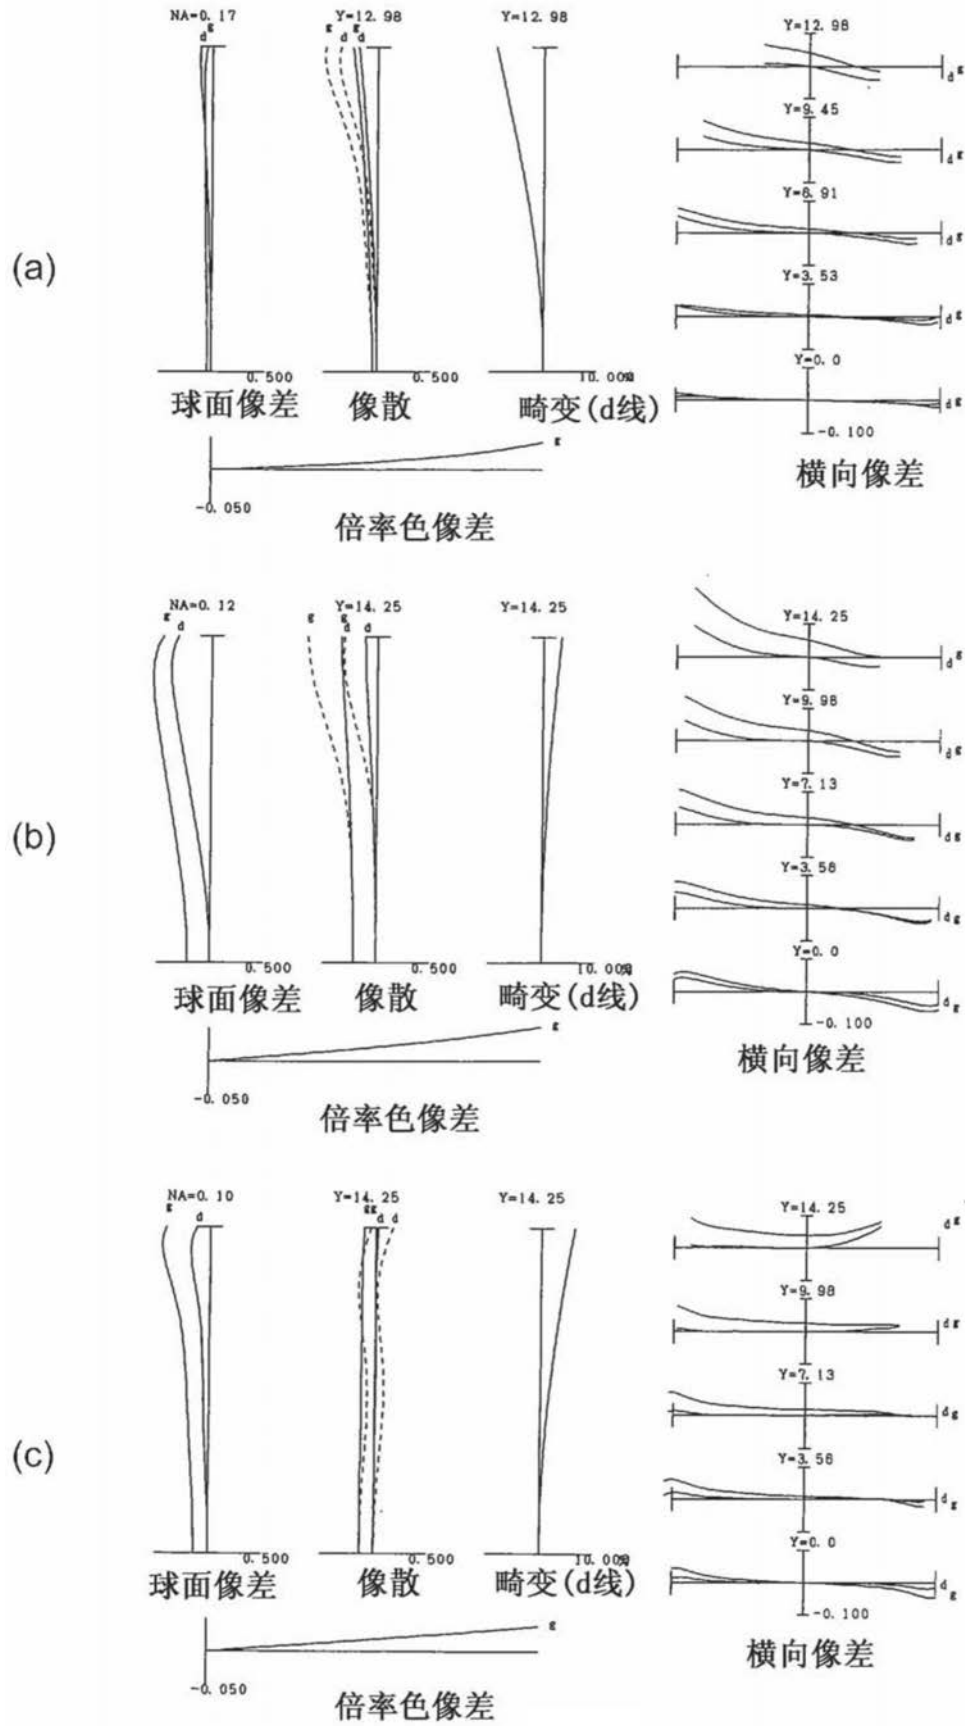 (a)
NA=0.17
d g
0.500
球面像差
Y=12.98
g d g d
0.500
像散
Y=12.98
10.00%
畸变(d线)
g
-0.050
倍率色像差
Y=12.98
d g
Y=9.45
d g
Y=6.91
d g
Y=3.53
d g
Y=0.0
d g
-0.100
横向像差
(b)
NA=0.12
g d
0.500
球面像差
Y=14.25
g g d d
0.500
像散
Y=14.25
10.00%
畸变(d线)
g
-0.050
倍率色像差
Y=14.25
d g
Y=9.98
d g
Y=7.13
d g
Y=3.56
d g
Y=0.0
d g
-0.100
横向像差
(c)
NA=0.10
g d
0.500
球面像差
Y=14.25
g g d d
0.500
像散
Y=14.25
10.00%
畸变(d线)
g
-0.050
倍率色像差
Y=14.25
d g
Y=9.98
d g
Y=7.13
d g
Y=3.56
d g
Y=0.0
d g
-0.100
横向像差